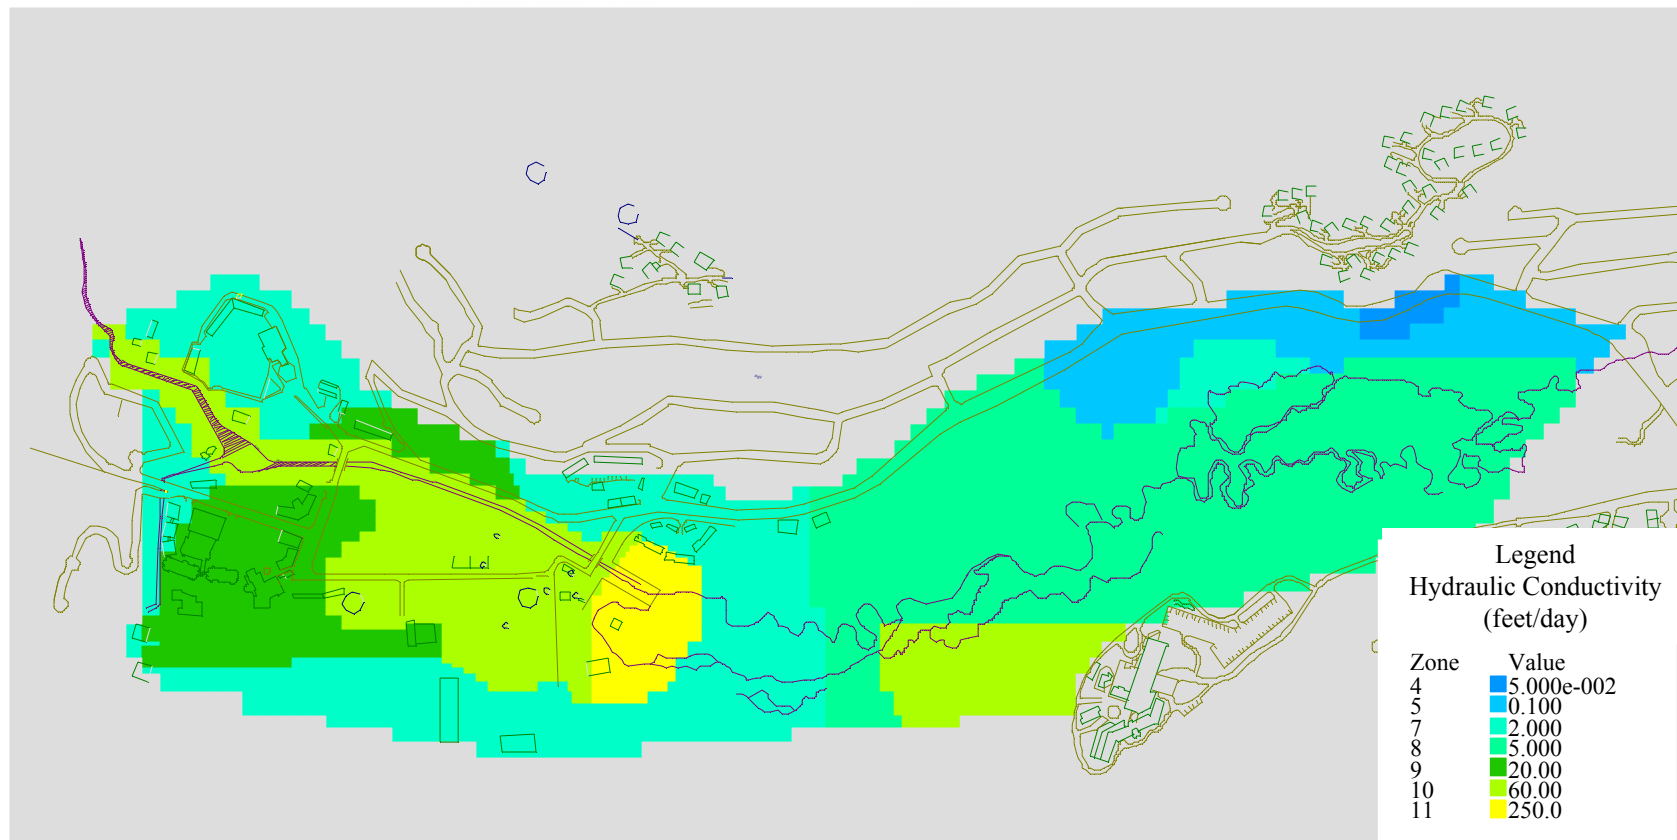 Legend
Hydraulic Conductivity
(feet/day)
Zone Value
4 5.000e-002
5 0.100
7 2.000
8 5.000
9 20.00
10 60.00
11 250.0